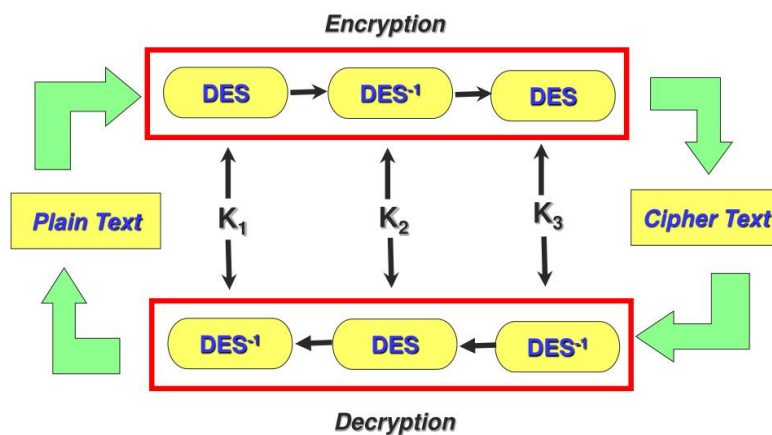 Encryption
DES DES⁻¹ DES
Plain Text K₁ K₂ K₃ Cipher Text
DES⁻¹ DES DES⁻¹
Decryption